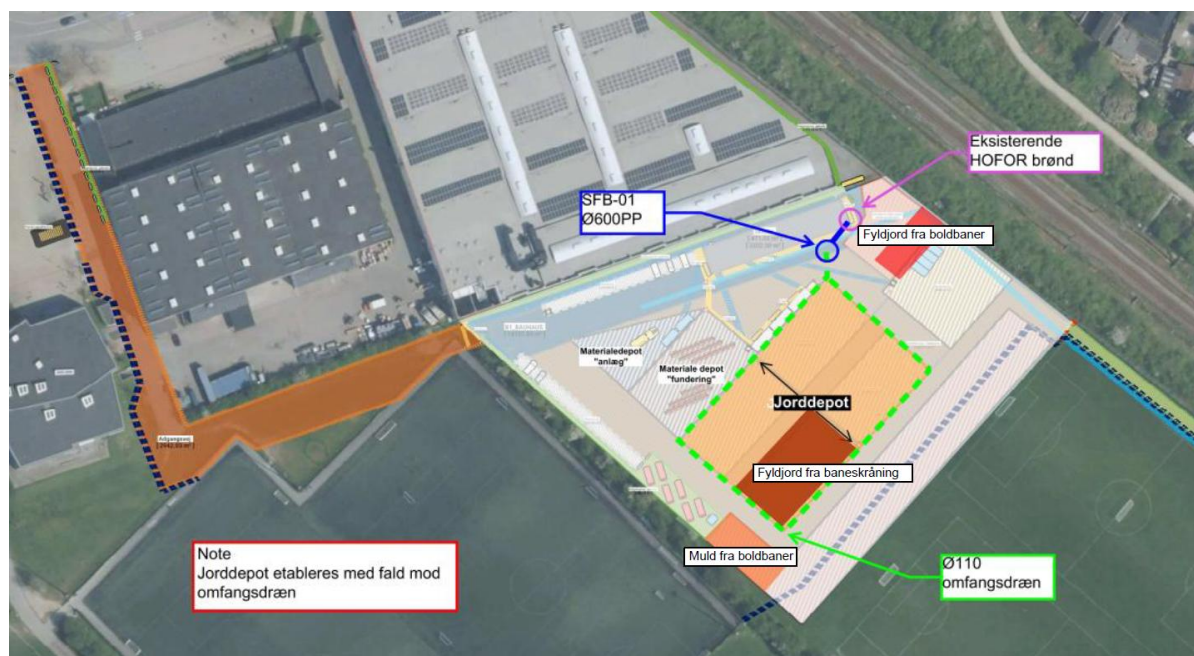 Eksisterende
HOFOR brønd
SFB-01
Ø600PP
Fyldjord fra boldbaner
Materialedepot
"anlæg"
Materiale depot
"fundering"
Jorddepot
Fyldjord fra baneskråning
Adgangsvej
Muld fra boldbaner
Note
Jorddepot etableres med fald mod
omfangsdræn
Ø110
omfangsdræn